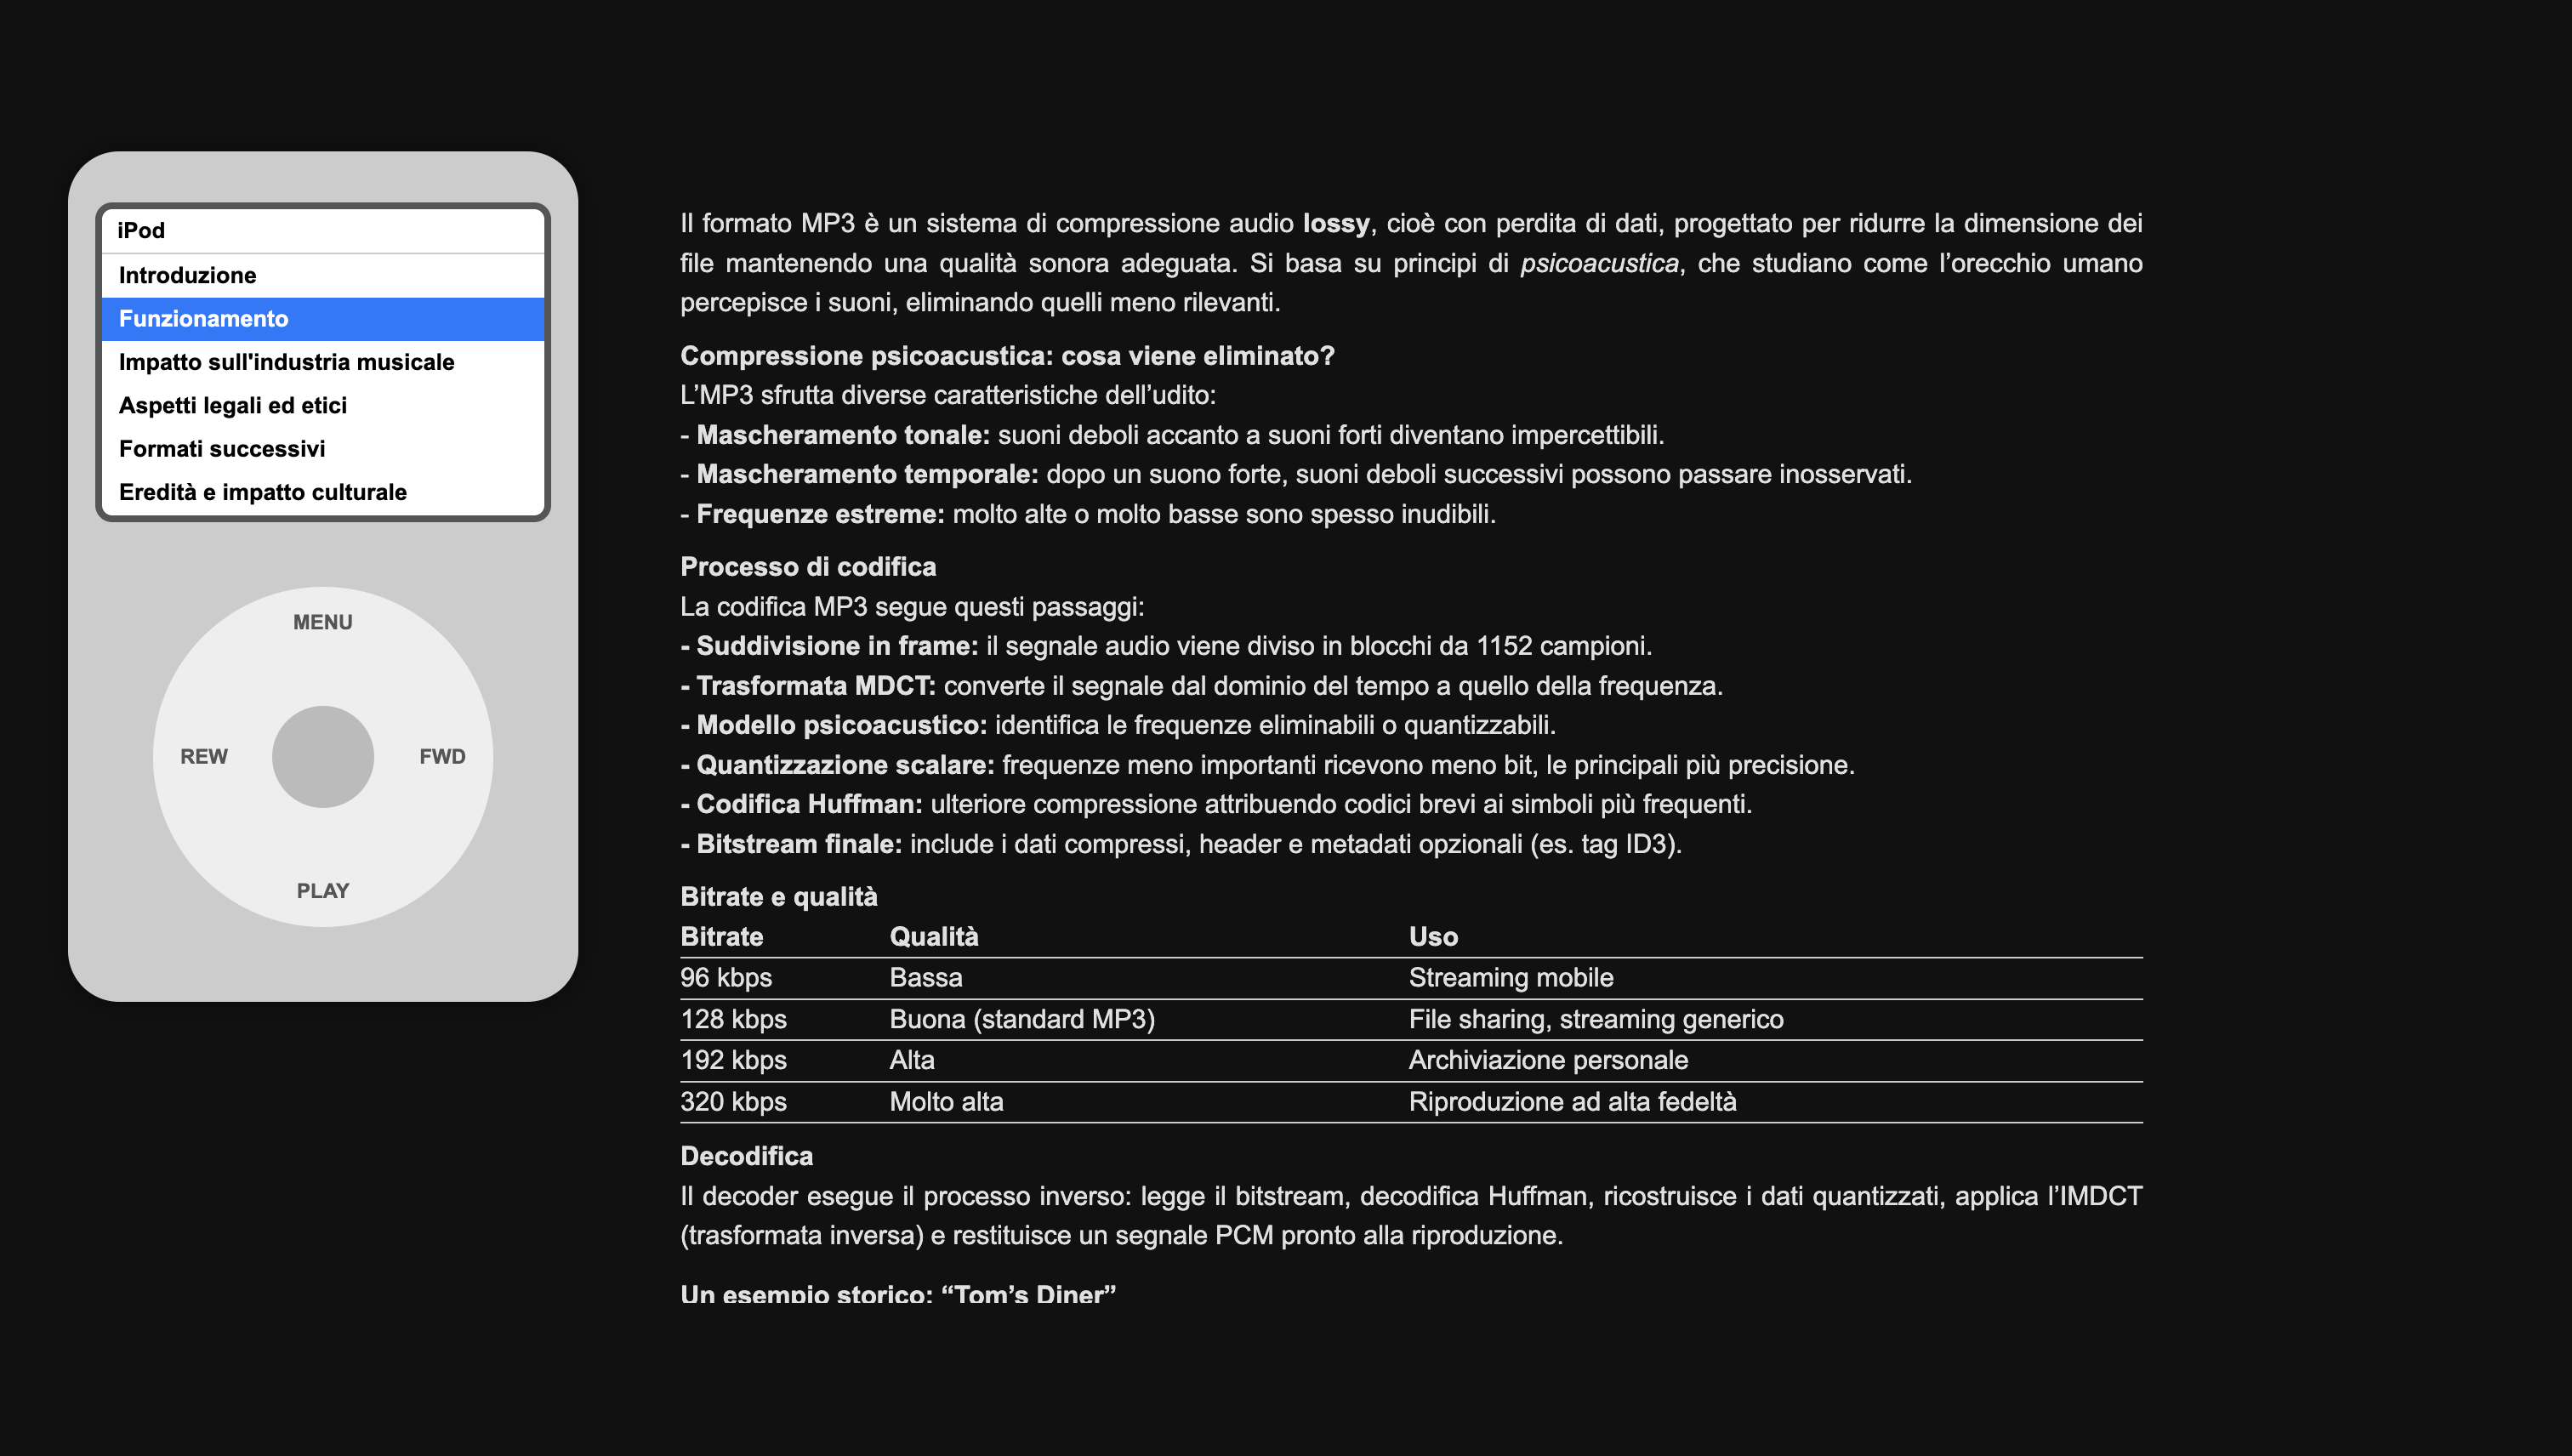 iPod
Introduzione
Funzionamento
Impatto sull'industria musicale
Aspetti legali ed etici
Formati successivi
Eredità e impatto culturale
MENU
REW
FWD
PLAY
Il formato MP3 è un sistema di compressione audio lossy, cioè con perdita di dati, progettato per ridurre la dimensione dei
file mantenendo una qualità sonora adeguata. Si basa su principi di psicoacustica, che studiano come l’orecchio umano
percepisce i suoni, eliminando quelli meno rilevanti.
Compressione psicoacustica: cosa viene eliminato?
L’MP3 sfrutta diverse caratteristiche dell’udito:
- Mascheramento tonale: suoni deboli accanto a suoni forti diventano impercettibili.
- Mascheramento temporale: dopo un suono forte, suoni deboli successivi possono passare inosservati.
- Frequenze estreme: molto alte o molto basse sono spesso inudibili.
Processo di codifica
La codifica MP3 segue questi passaggi:
- Suddivisione in frame: il segnale audio viene diviso in blocchi da 1152 campioni.
- Trasformata MDCT: converte il segnale dal dominio del tempo a quello della frequenza.
- Modello psicoacustico: identifica le frequenze eliminabili o quantizzabili.
- Quantizzazione scalare: frequenze meno importanti ricevono meno bit, le principali più precisione.
- Codifica Huffman: ulteriore compressione attribuendo codici brevi ai simboli più frequenti.
- Bitstream finale: include i dati compressi, header e metadati opzionali (es. tag ID3).
Bitrate e qualità
Bitrate Qualità Uso
96 kbps Bassa Streaming mobile
128 kbps Buona (standard MP3) File sharing, streaming generico
192 kbps Alta Archiviazione personale
320 kbps Molto alta Riproduzione ad alta fedeltà
Decodifica
Il decoder esegue il processo inverso: legge il bitstream, decodifica Huffman, ricostruisce i dati quantizzati, applica l’IMDCT
(trasformata inversa) e restituisce un segnale PCM pronto alla riproduzione.
Un esempio storico: “Tom’s Diner”